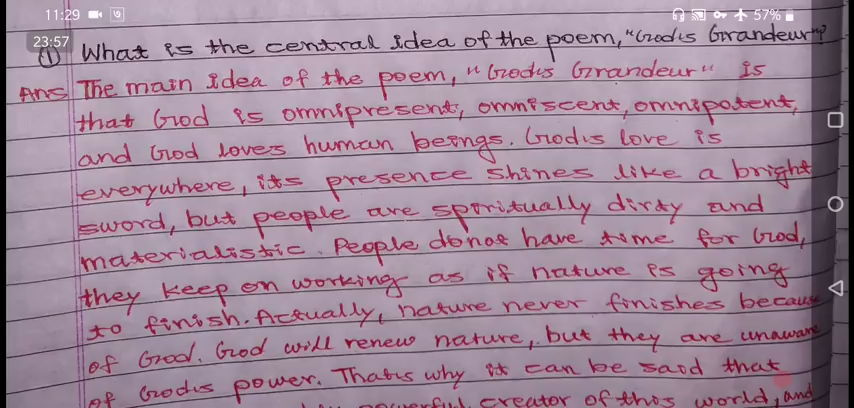 11:29
57%
23:57
① What is the central idea of the poem, "God's Grandeur"?
Ans The main idea of the poem, "God's Grandeur" is
that God is omnipresent, omniscent, omnipotent,
and God loves human beings. God's love is
everywhere, its presence shines like a bright
sword, but people are spiritually dirty and
materialistic. People donot have time for God,
they keep on working as if nature is going
to finish. Actually, nature never finishes because
of God. God will renew nature, but they are unaware
of God's power. That's why it can be said that
creator of this world, and